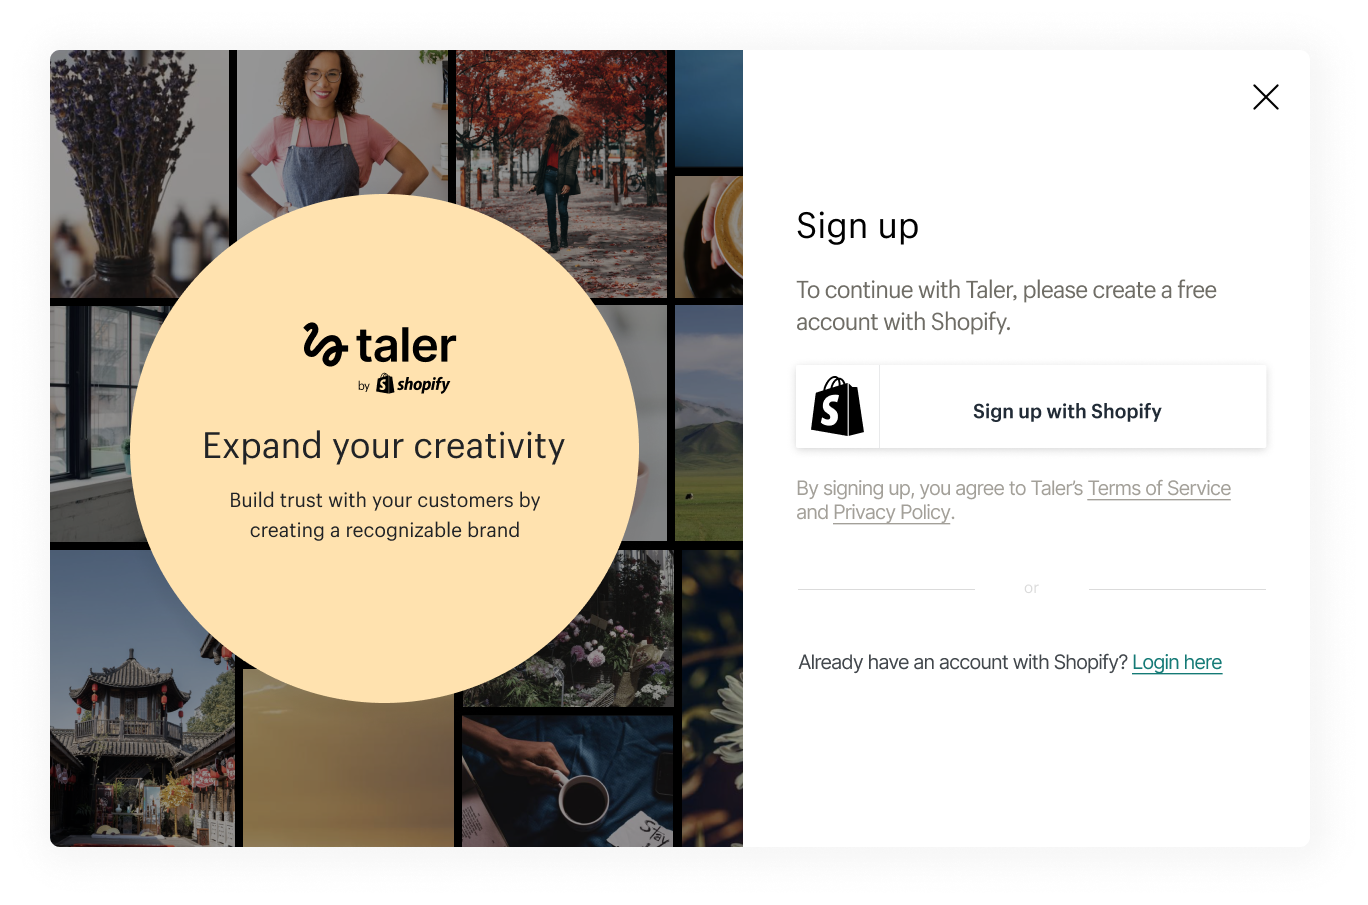 taler
by shopify
Expand your creativity
Build trust with your customers by
creating a recognizable brand
Sign up
To continue with Taler, please create a free
account with Shopify.
Sign up with Shopify
By signing up, you agree to Taler's Terms of Service
and Privacy Policy.
or
Already have an account with Shopify? Login here
Stay